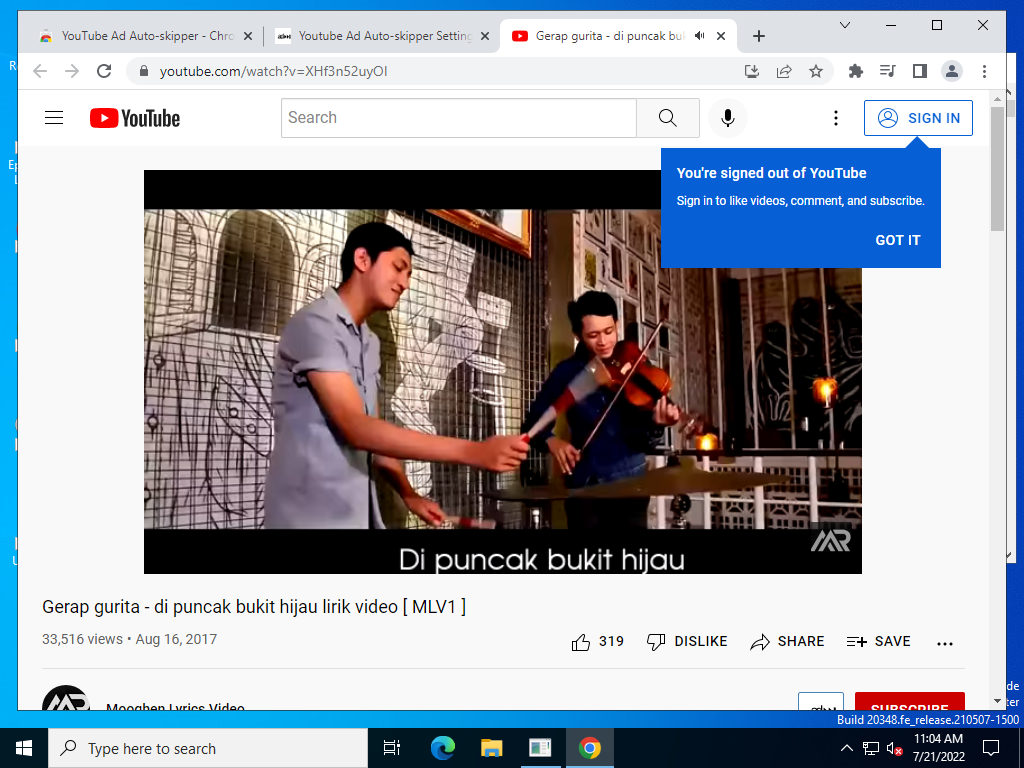 YouTube Ad Auto-skipper - Chro
Youtube Ad Auto-skipper Setting
Gerap gurita - di puncak buk
youtube.com/watch?v=XHf3n52uyOI
YouTube
Search
SIGN IN
You're signed out of YouTube
Sign in to like videos, comment, and subscribe.
GOT IT
MR
Di puncak bukit hijau
Gerap gurita - di puncak bukit hijau lirik video [ MLV1 ]
33,516 views • Aug 16, 2017
319
DISLIKE
SHARE
SAVE
Mooghen Lyrics Video
SUBSCRIBE
Build 20348.fe_release.210507-1500
Type here to search
11:04 AM
7/21/2022